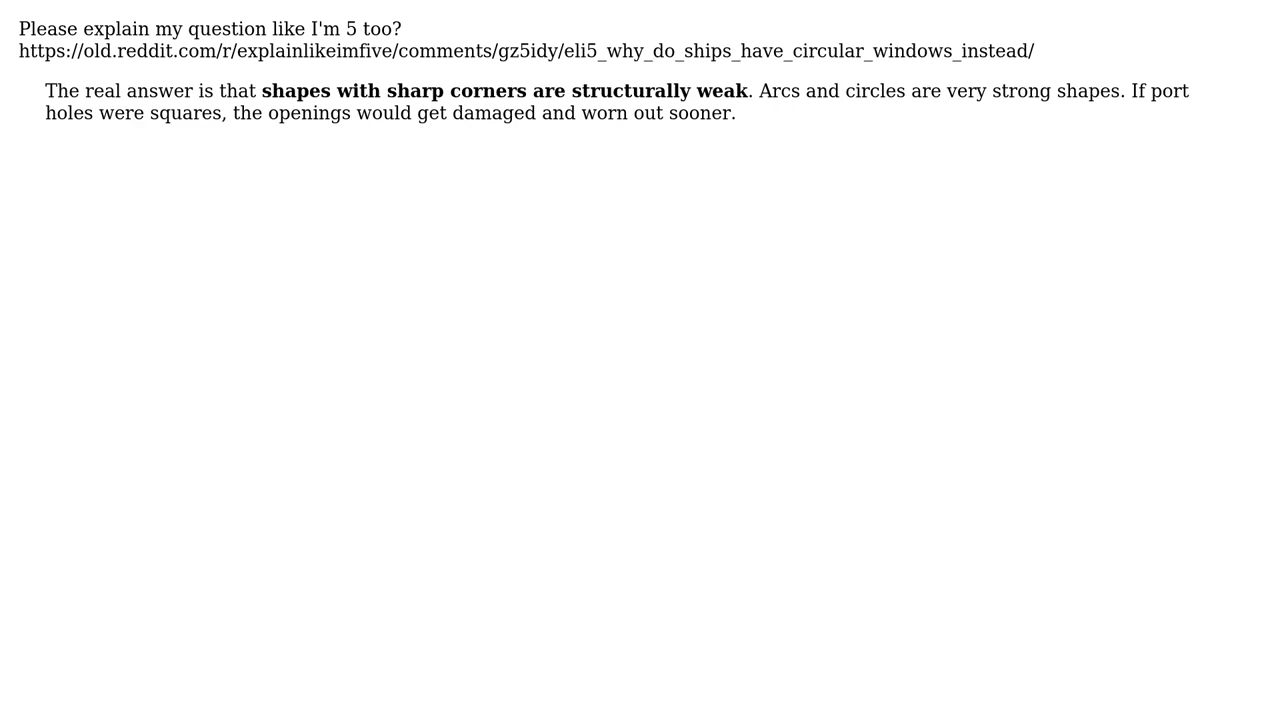 Please explain my question like I'm 5 too?
https://old.reddit.com/r/explainlikeimfive/comments/gz5idy/eli5_why_do_ships_have_circular_windows_instead/
The real answer is that shapes with sharp corners are structurally weak. Arcs and circles are very strong shapes. If port
holes were squares, the openings would get damaged and worn out sooner.